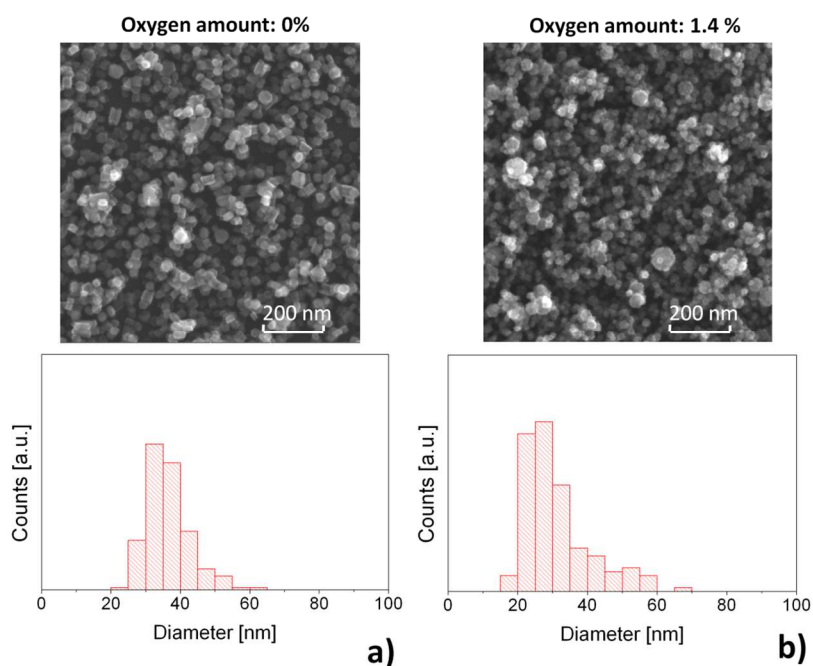 Oxygen amount: 0%
Oxygen amount: 1.4 %
200 nm
200 nm
Counts [a.u.]
0 20 40 60 80 100
Diameter [nm]
a)
Counts [a.u.]
0 20 40 60 80 100
Diameter [nm]
b)